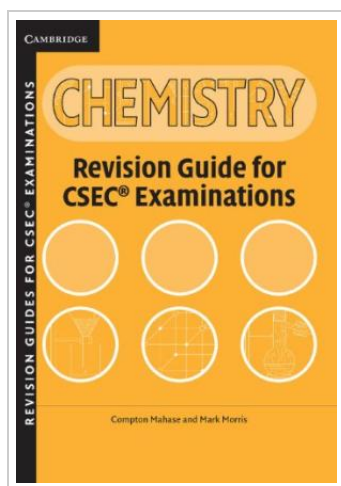 CAMBRIDGE
CHEMISTRY
Revision Guide for
CSEC® Examinations
REVISION GUIDES FOR CSEC® EXAMINATIONS
Compton Mahase and Mark Morris